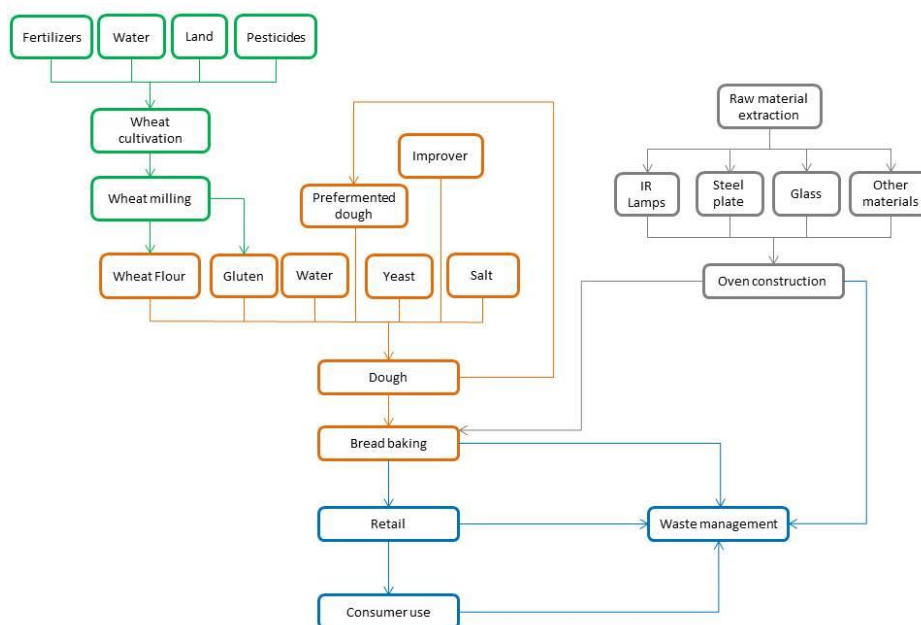 Fertilizers
Water
Land
Pesticides
Raw material
extraction
Wheat
cultivation
Improver
IR
Lamps
Steel
plate
Glass
Other
materials
Wheat milling
Prefermented
dough
Wheat Flour
Gluten
Water
Yeast
Salt
Oven construction
Dough
Bread baking
Retail
Waste management
Consumer use